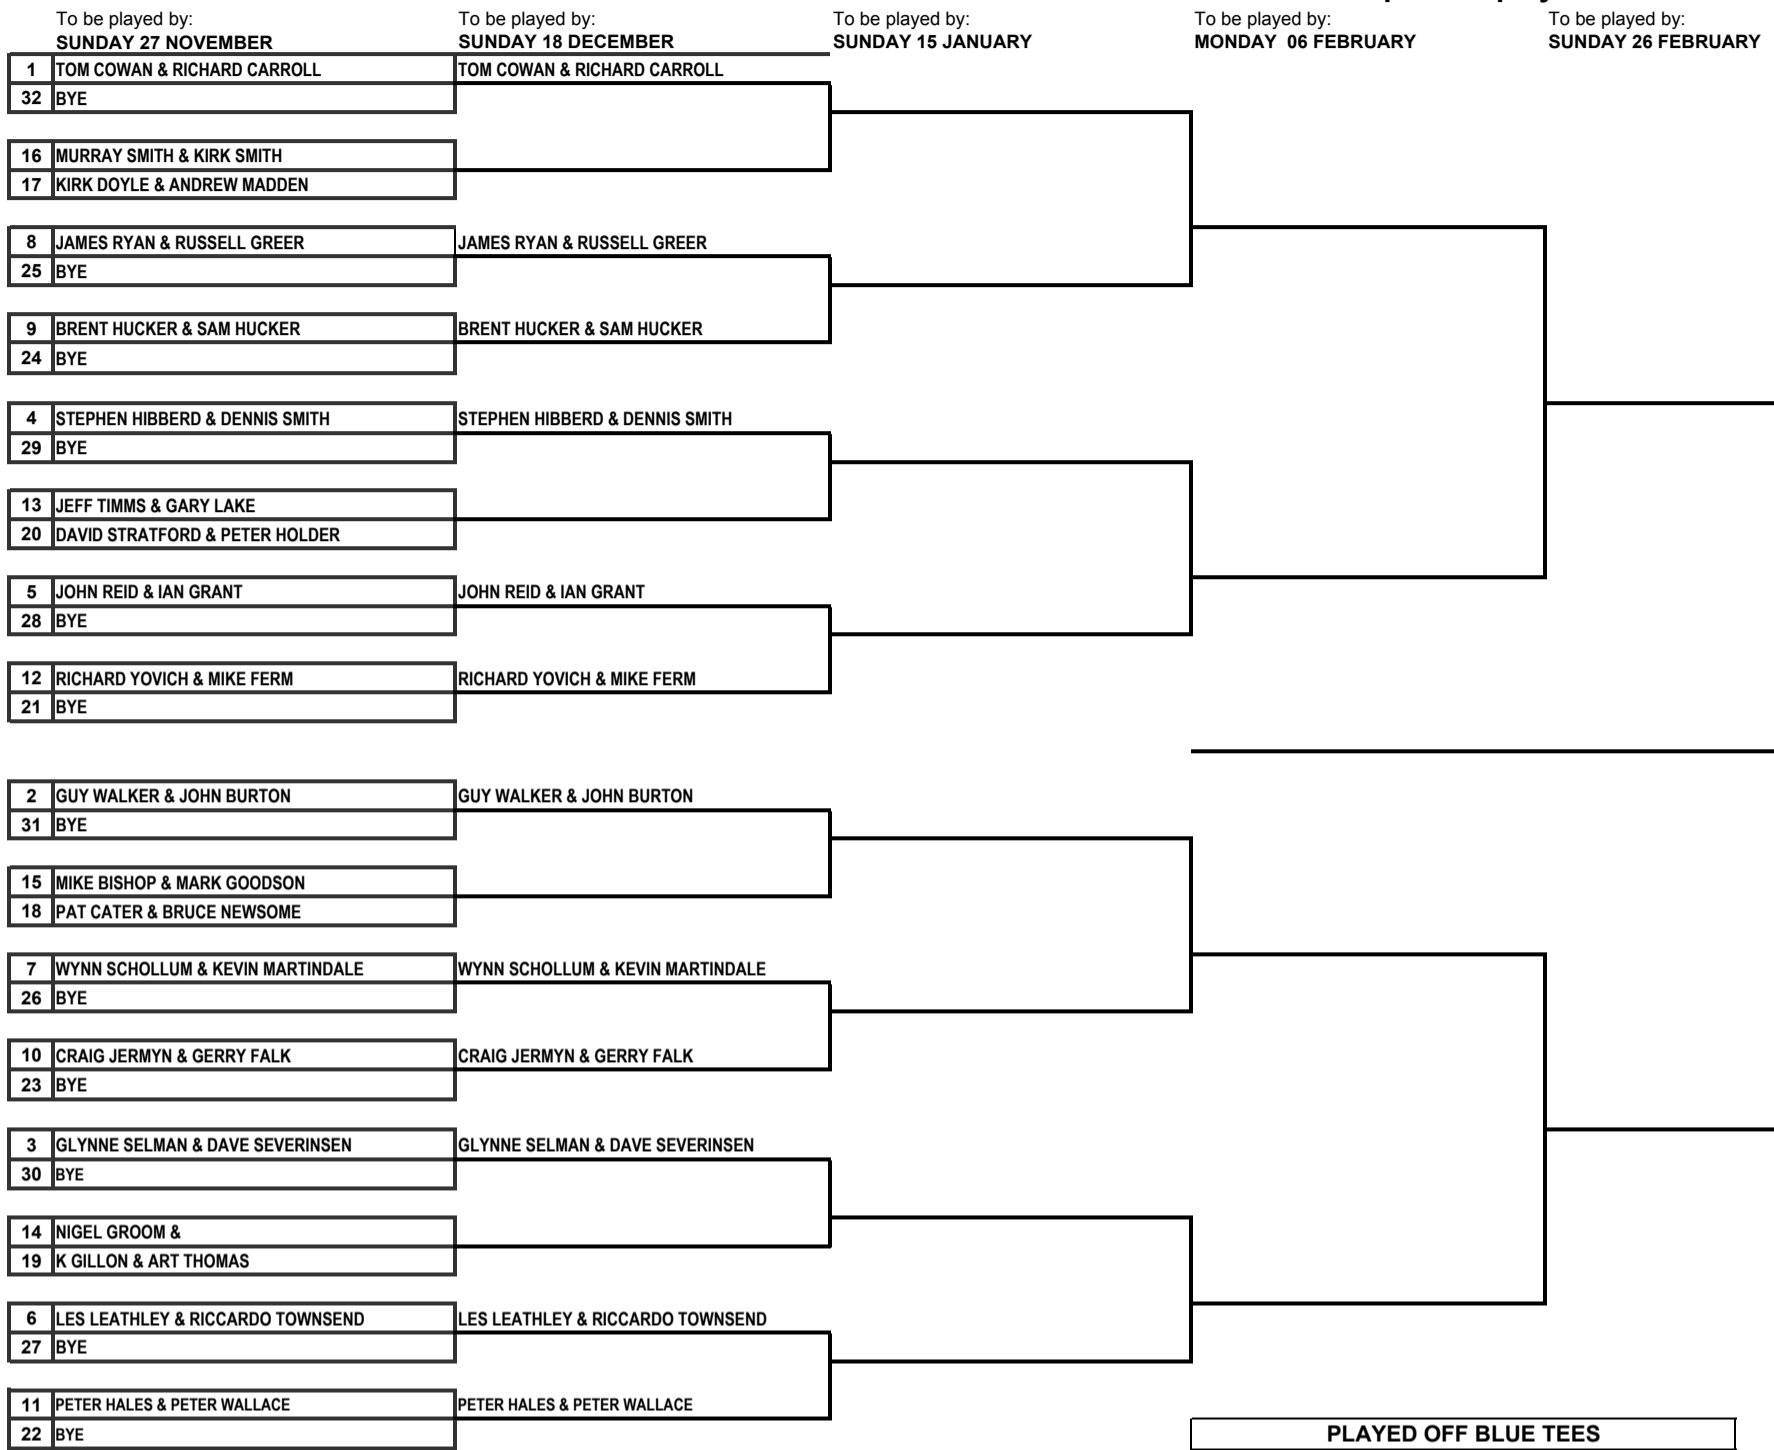 To be played by: To be played by: To be played by: To be played by: To be played by:
SUNDAY 27 NOVEMBER SUNDAY 18 DECEMBER SUNDAY 15 JANUARY MONDAY 06 FEBRUARY SUNDAY 26 FEBRUARY
1 TOM COWAN & RICHARD CARROLL TOM COWAN & RICHARD CARROLL
32 BYE
16 MURRAY SMITH & KIRK SMITH
17 KIRK DOYLE & ANDREW MADDEN
8 JAMES RYAN & RUSSELL GREER JAMES RYAN & RUSSELL GREER
25 BYE
9 BRENT HUCKER & SAM HUCKER BRENT HUCKER & SAM HUCKER
24 BYE
4 STEPHEN HIBBERD & DENNIS SMITH STEPHEN HIBBERD & DENNIS SMITH
29 BYE
13 JEFF TIMMS & GARY LAKE
20 DAVID STRATFORD & PETER HOLDER
5 JOHN REID & IAN GRANT JOHN REID & IAN GRANT
28 BYE
12 RICHARD YOVICH & MIKE FERM RICHARD YOVICH & MIKE FERM
21 BYE
2 GUY WALKER & JOHN BURTON GUY WALKER & JOHN BURTON
31 BYE
15 MIKE BISHOP & MARK GOODSON
18 PAT CATER & BRUCE NEWSOME
7 WYNN SCHOLLUM & KEVIN MARTINDALE WYNN SCHOLLUM & KEVIN MARTINDALE
26 BYE
10 CRAIG JERMYN & GERRY FALK CRAIG JERMYN & GERRY FALK
23 BYE
3 GLYNNE SELMAN & DAVE SEVERINSEN GLYNNE SELMAN & DAVE SEVERINSEN
30 BYE
14 NIGEL GROOM &
19 K GILLON & ART THOMAS
6 LES LEATHLEY & RICCARDO TOWNSEND LES LEATHLEY & RICCARDO TOWNSEND
27 BYE
11 PETER HALES & PETER WALLACE PETER HALES & PETER WALLACE
22 BYE
PLAYED OFF BLUE TEES